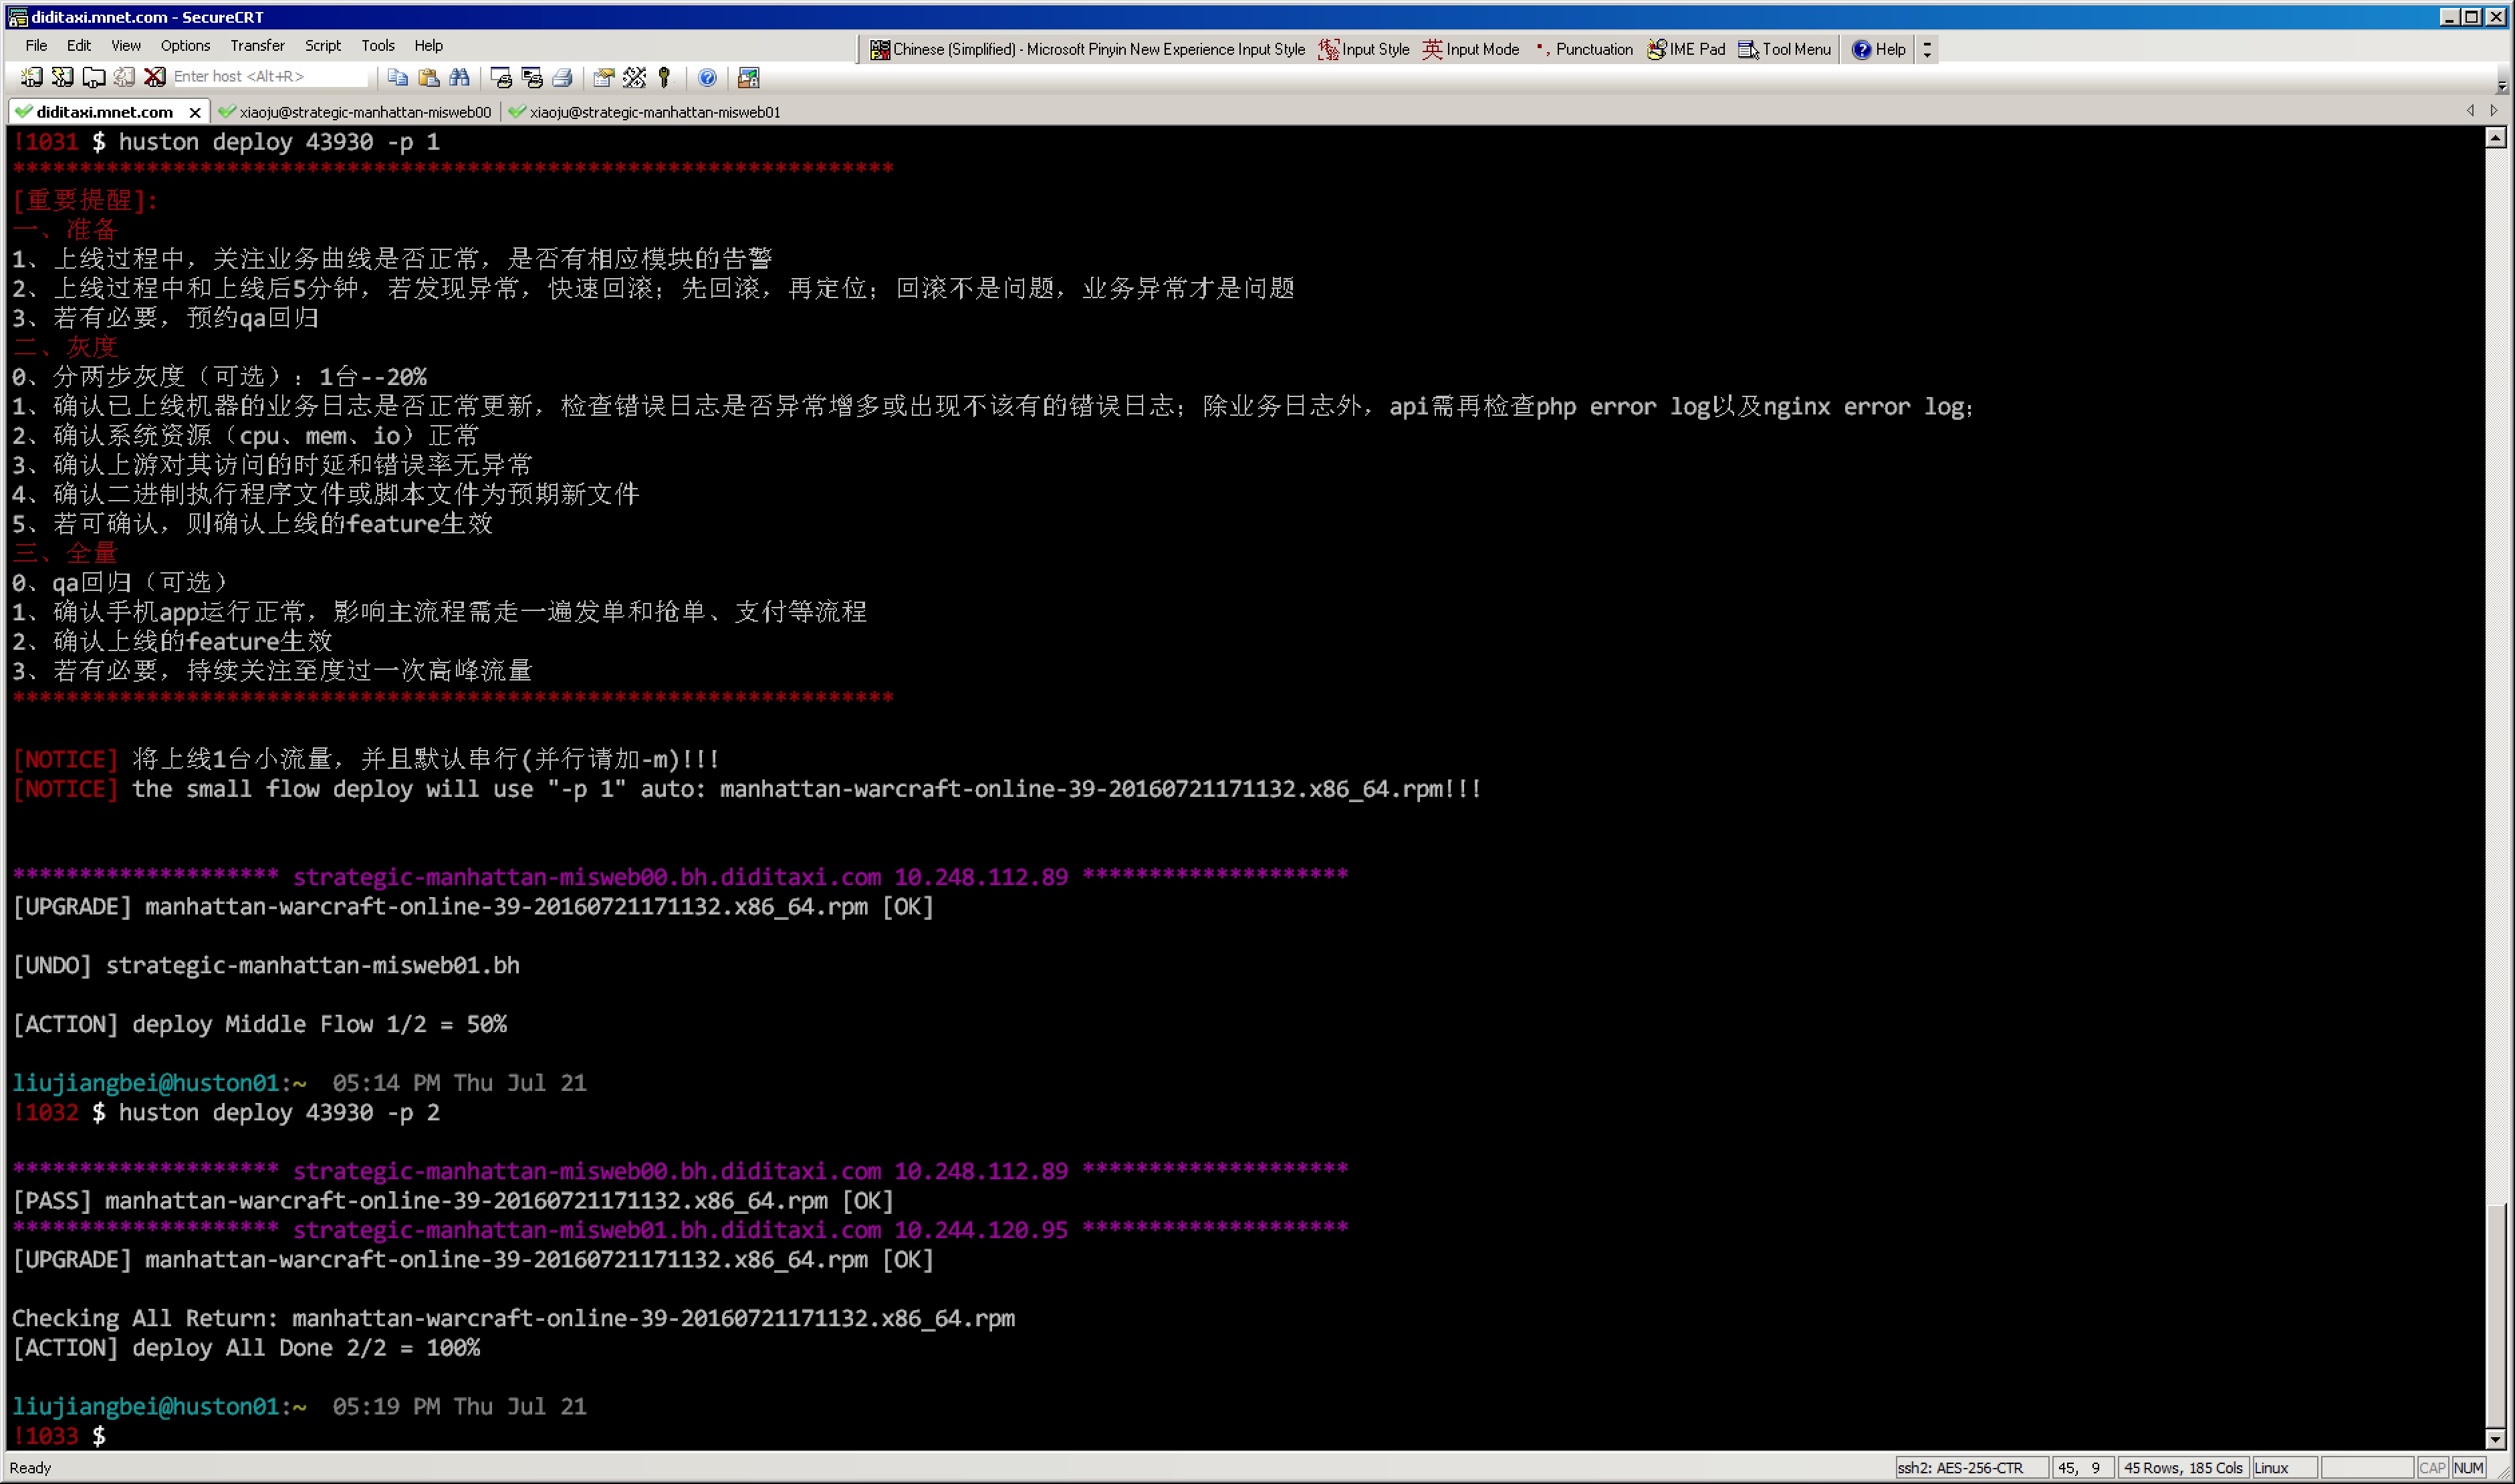 diditaxi.mnet.com - SecureCRT
File Edit View Options Transfer Script Tools Help
Chinese (Simplified) - Microsoft Pinyin New Experience Input Style Input Style 英 Input Mode Punctuation IME Pad Tool Menu Help
Enter host <Alt+R>
diditaxi.mnet.com xiaoju@strategic-manhattan-misweb00 xiaoju@strategic-manhattan-misweb01
!1031 $ huston deploy 43930 -p 1
******************************************************************
[重要提醒]:
一、准备
1、上线过程中，关注业务曲线是否正常，是否有相应模块的告警
2、上线过程中和上线后5分钟，若发现异常，快速回滚；先回滚，再定位；回滚不是问题，业务异常才是问题
3、若有必要，预约qa回归
二、灰度
0、分两步灰度（可选）：1台--20%
1、确认已上线机器的业务日志是否正常更新，检查错误日志是否异常增多或出现不该有的错误日志；除业务日志外，api需再检查php error log以及nginx error log；
2、确认系统资源（cpu、mem、io）正常
3、确认上游对其访问的时延和错误率无异常
4、确认二进制执行程序文件或脚本文件为预期新文件
5、若可确认，则确认上线的feature生效
三、全量
0、qa回归（可选）
1、确认手机app运行正常，影响主流程需走一遍发单和抢单、支付等流程
2、确认上线的feature生效
3、若有必要，持续关注至度过一次高峰流量
******************************************************************
[NOTICE] 将上线1台小流量，并且默认串行(并行请加-m)!!!
[NOTICE] the small flow deploy will use "-p 1" auto: manhattan-warcraft-online-39-20160721171132.x86_64.rpm!!!
******************** strategic-manhattan-misweb00.bh.diditaxi.com 10.248.112.89 ********************
[UPGRADE] manhattan-warcraft-online-39-20160721171132.x86_64.rpm [OK]
[UNDO] strategic-manhattan-misweb01.bh
[ACTION] deploy Middle Flow 1/2 = 50%
liujiangbei@huston01:~ 05:14 PM Thu Jul 21
!1032 $ huston deploy 43930 -p 2
******************** strategic-manhattan-misweb00.bh.diditaxi.com 10.248.112.89 ********************
[PASS] manhattan-warcraft-online-39-20160721171132.x86_64.rpm [OK]
******************** strategic-manhattan-misweb01.bh.diditaxi.com 10.244.120.95 ********************
[UPGRADE] manhattan-warcraft-online-39-20160721171132.x86_64.rpm [OK]
Checking All Return: manhattan-warcraft-online-39-20160721171132.x86_64.rpm
[ACTION] deploy All Done 2/2 = 100%
liujiangbei@huston01:~ 05:19 PM Thu Jul 21
!1033 $
Ready ssh2: AES-256-CTR 45, 9 45 Rows, 185 Cols Linux CAP NUM